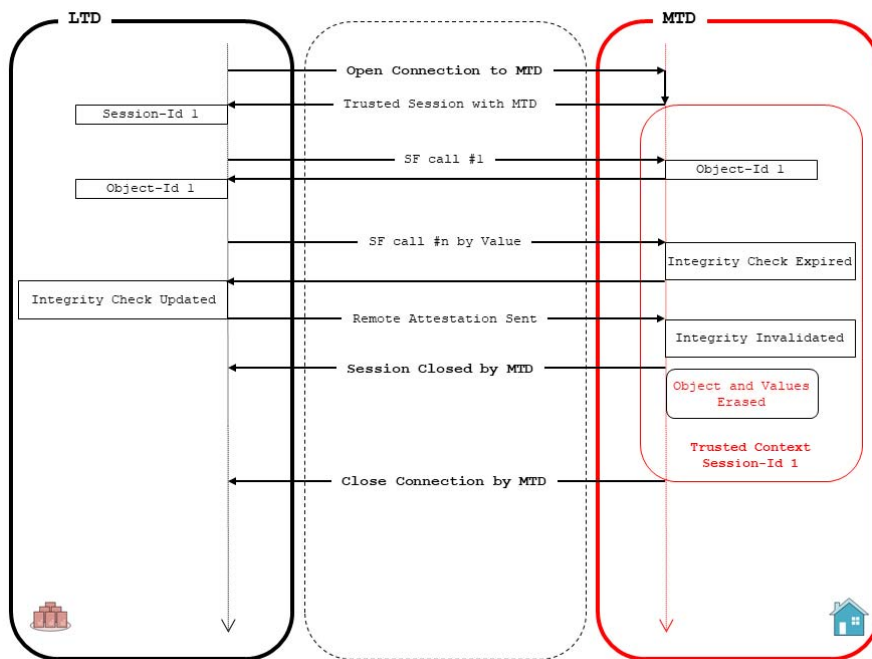 LTD
MTD
Open Connection to MTD
Trusted Session with MTD
Session-Id 1
SF call #1
Object-Id 1
Object-Id 1
SF call #n by Value
Integrity Check Expired
Integrity Check Updated
Remote Attestation Sent
Integrity Invalidated
Session Closed by MTD
Object and Values
Erased
Trusted Context
Session-Id 1
Close Connection by MTD